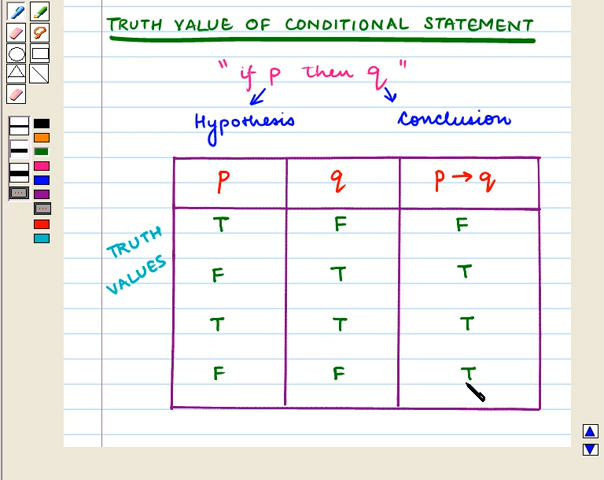 TRUTH VALUE OF CONDITIONAL STATEMENT
" if p then q "
Hypothesis Conclusion
p q p → q
T F F
TRUTH
VALUES
F T T
T T T
F F T